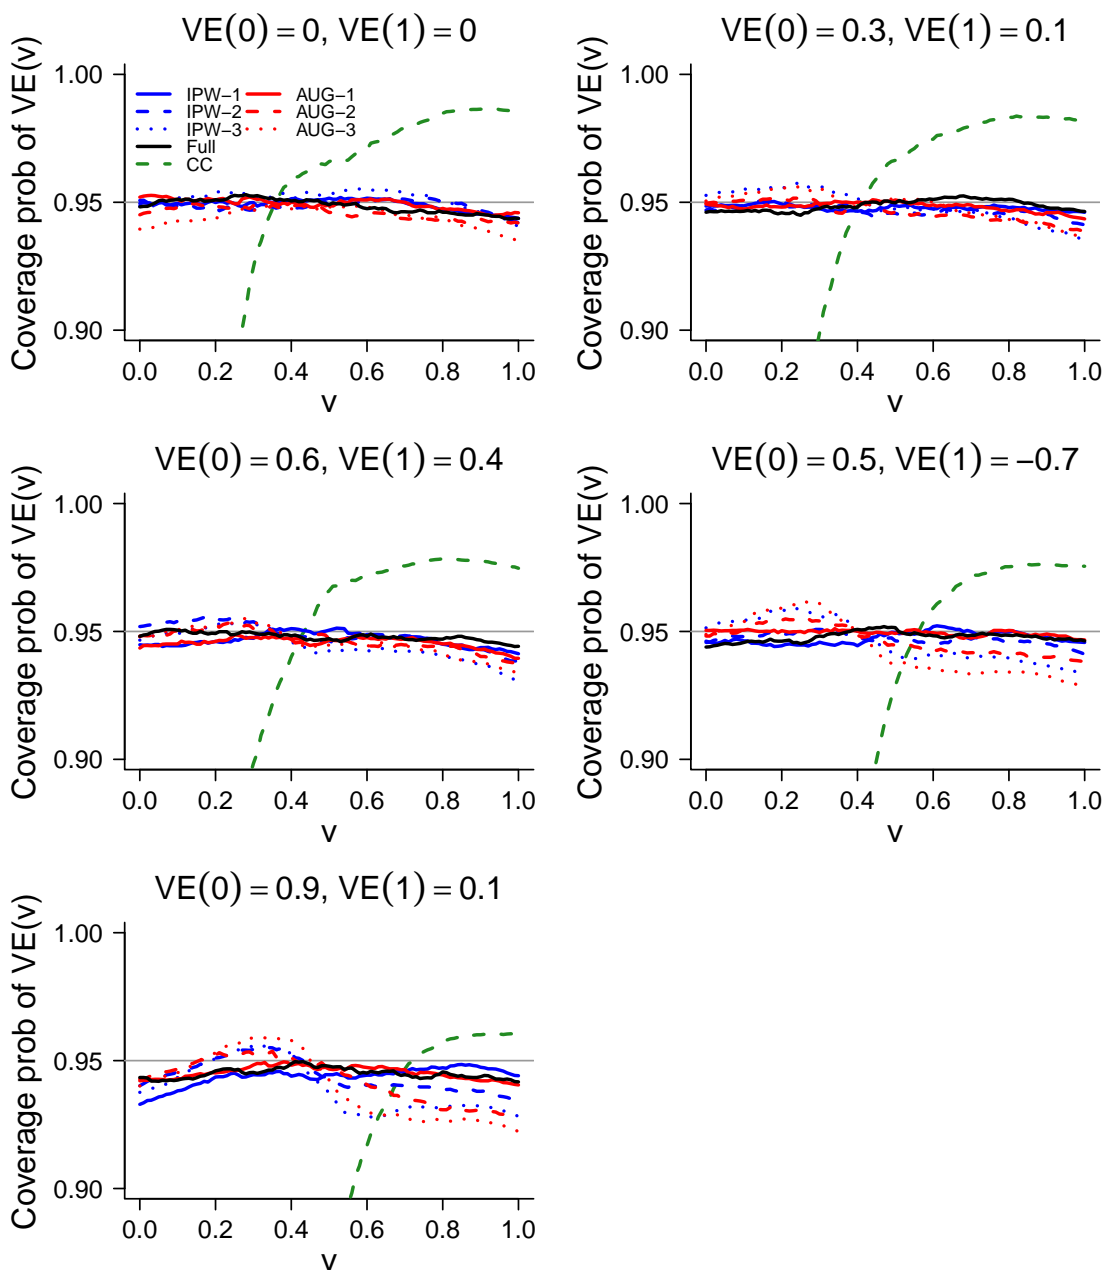 VE(0) = 0, VE(1) = 0
Coverage prob of VE(v)
1.00
0.95
0.90
IPW−1
IPW−2
IPW−3
Full
CC
AUG−1
AUG−2
AUG−3
0.0 0.2 0.4 0.6 0.8 1.0
v
VE(0) = 0.3, VE(1) = 0.1
Coverage prob of VE(v)
1.00
0.95
0.90
0.0 0.2 0.4 0.6 0.8 1.0
v
VE(0) = 0.6, VE(1) = 0.4
Coverage prob of VE(v)
1.00
0.95
0.90
0.0 0.2 0.4 0.6 0.8 1.0
v
VE(0) = 0.5, VE(1) = −0.7
Coverage prob of VE(v)
1.00
0.95
0.90
0.0 0.2 0.4 0.6 0.8 1.0
v
VE(0) = 0.9, VE(1) = 0.1
Coverage prob of VE(v)
1.00
0.95
0.90
0.0 0.2 0.4 0.6 0.8 1.0
v